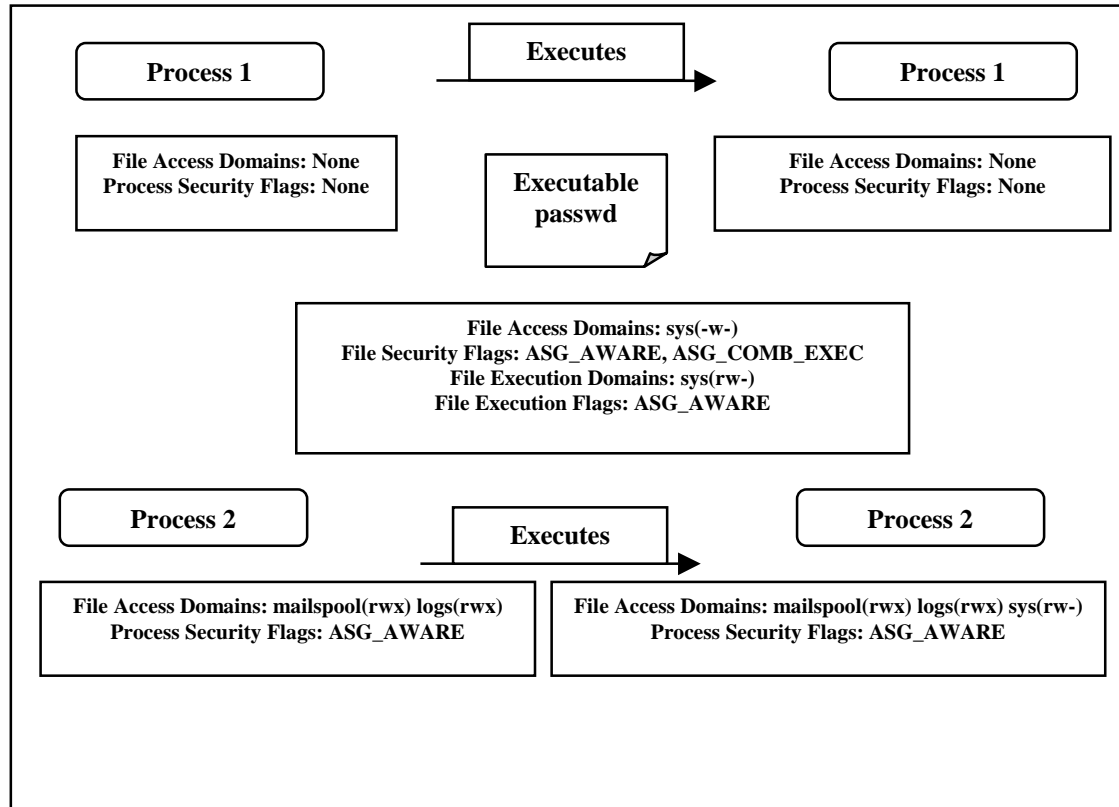 Process 1
Executes
Process 1
File Access Domains: None
Process Security Flags: None
Executable
passwd
File Access Domains: None
Process Security Flags: None
File Access Domains: sys(-w-)
File Security Flags: ASG_AWARE, ASG_COMB_EXEC
File Execution Domains: sys(rw-)
File Execution Flags: ASG_AWARE
Process 2
Executes
Process 2
File Access Domains: mailspool(rwx) logs(rwx)
Process Security Flags: ASG_AWARE
File Access Domains: mailspool(rwx) logs(rwx) sys(rw-)
Process Security Flags: ASG_AWARE